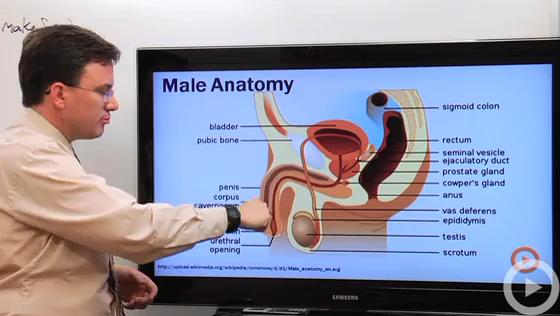 Make
Male Anatomy
bladder
pubic bone
penis
corpus
cavernosum
urethral
opening
sigmoid colon
rectum
seminal vesicle
ejaculatory duct
prostate gland
cowper's gland
anus
vas deferens
epididymis
testis
scrotum
http://upload.wikimedia.org/wikipedia/commons/d/d1/Male_anatomy_en.svg
SAMSUNG